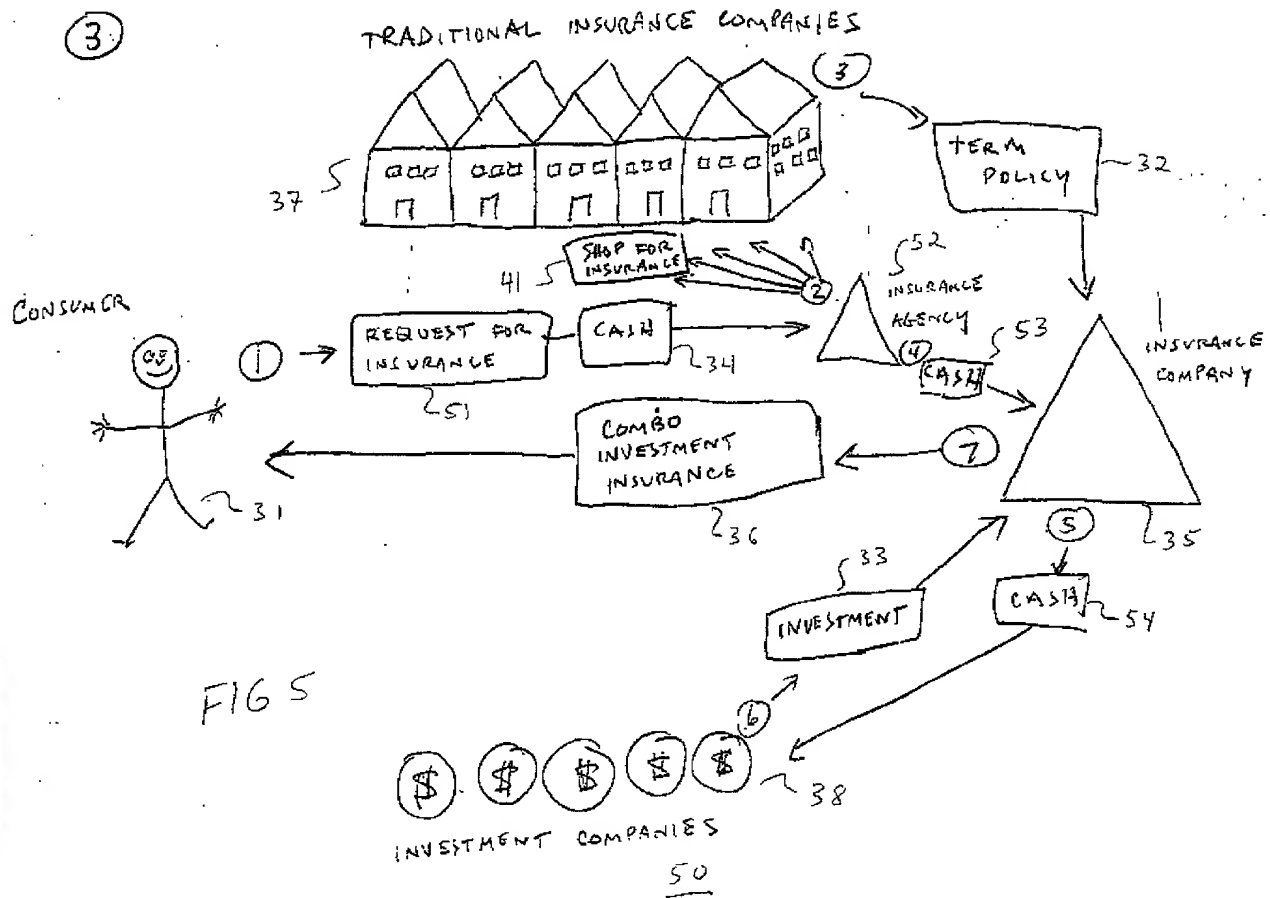 3
TRADITIONAL INSURANCE COMPANIES
3
TERM
POLICY
32
37
SHOP FOR
INSURANCE
41
2
52
INSURANCE
AGENCY
CONSUMER
1
REQUEST FOR
INSURANCE
CASH
34
51
4
53
CASH
INSURANCE
COMPANY
COMBO
INVESTMENT
INSURANCE
7
31
36
5
35
33
INVESTMENT
CASH
54
FIG 5
6
$ $ $ $ $
38
INVESTMENT COMPANIES
50